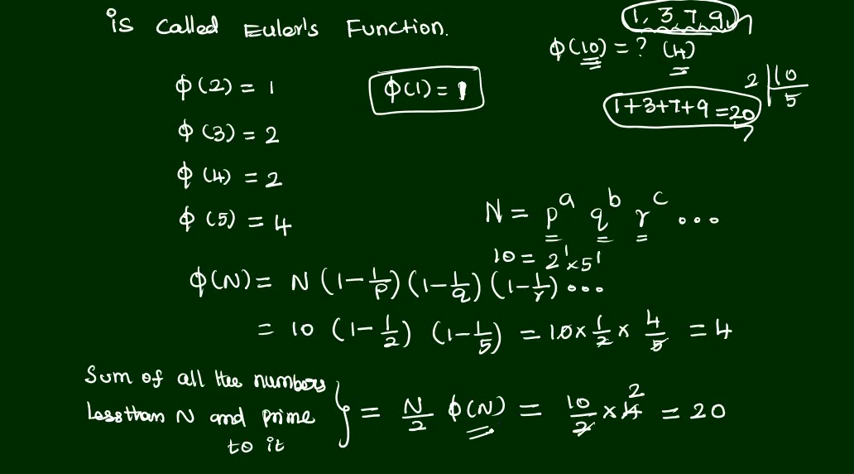 is called Euler's Function.
1, 3, 7, 9,
ϕ(10) = ? (4)
1+3+7+9 = 20
2 | 10
5
ϕ(2) = 1
ϕ(1) = 1
ϕ(3) = 2
ϕ(4) = 2
ϕ(5) = 4
N = p^a q^b r^c ...
10 = 2^1 × 5^1
ϕ(N) = N (1 - 1/p) (1 - 1/q) (1 - 1/r) ...
= 10 (1 - 1/2) (1 - 1/5) = 10 × 1/2 × 4/5 = 4
Sum of all the numbers
less than N and prime
to it
} = N/2 ϕ(N) = 10/2 × 4 2 = 20